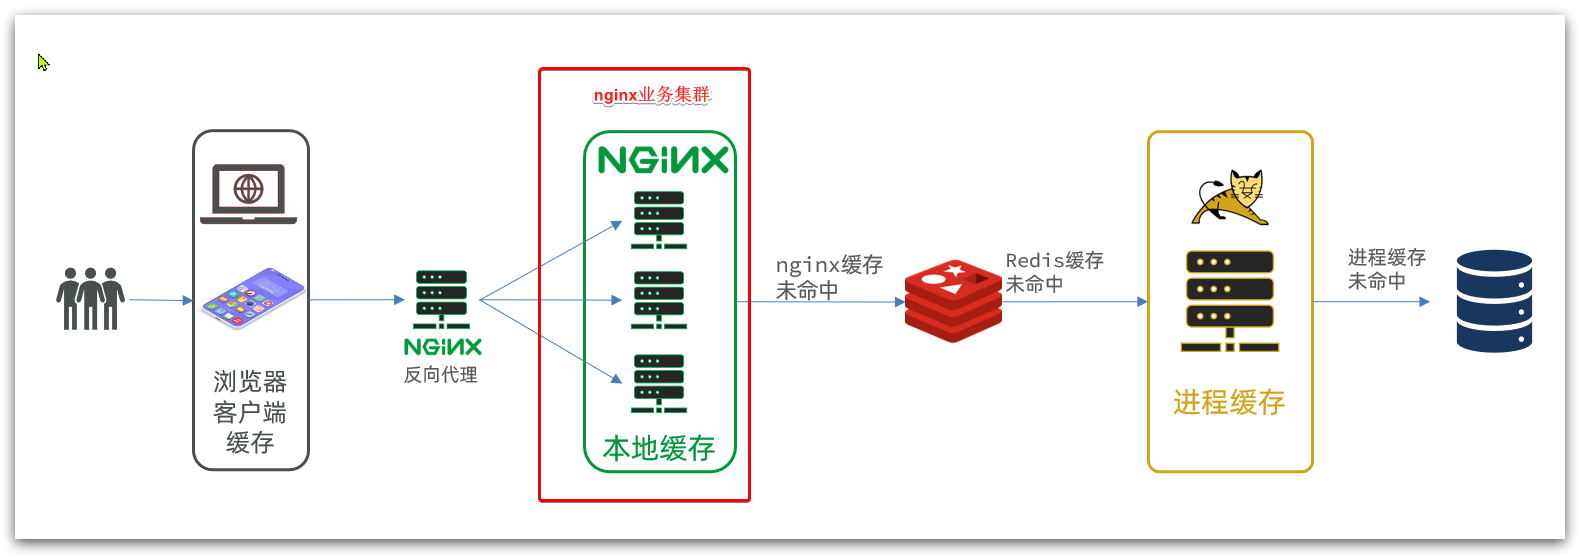 nginx业务集群
NGINX
浏览器
客户端
缓存
NGINX
反向代理
本地缓存
nginx缓存
未命中
Redis缓存
未命中
进程缓存
进程缓存
未命中